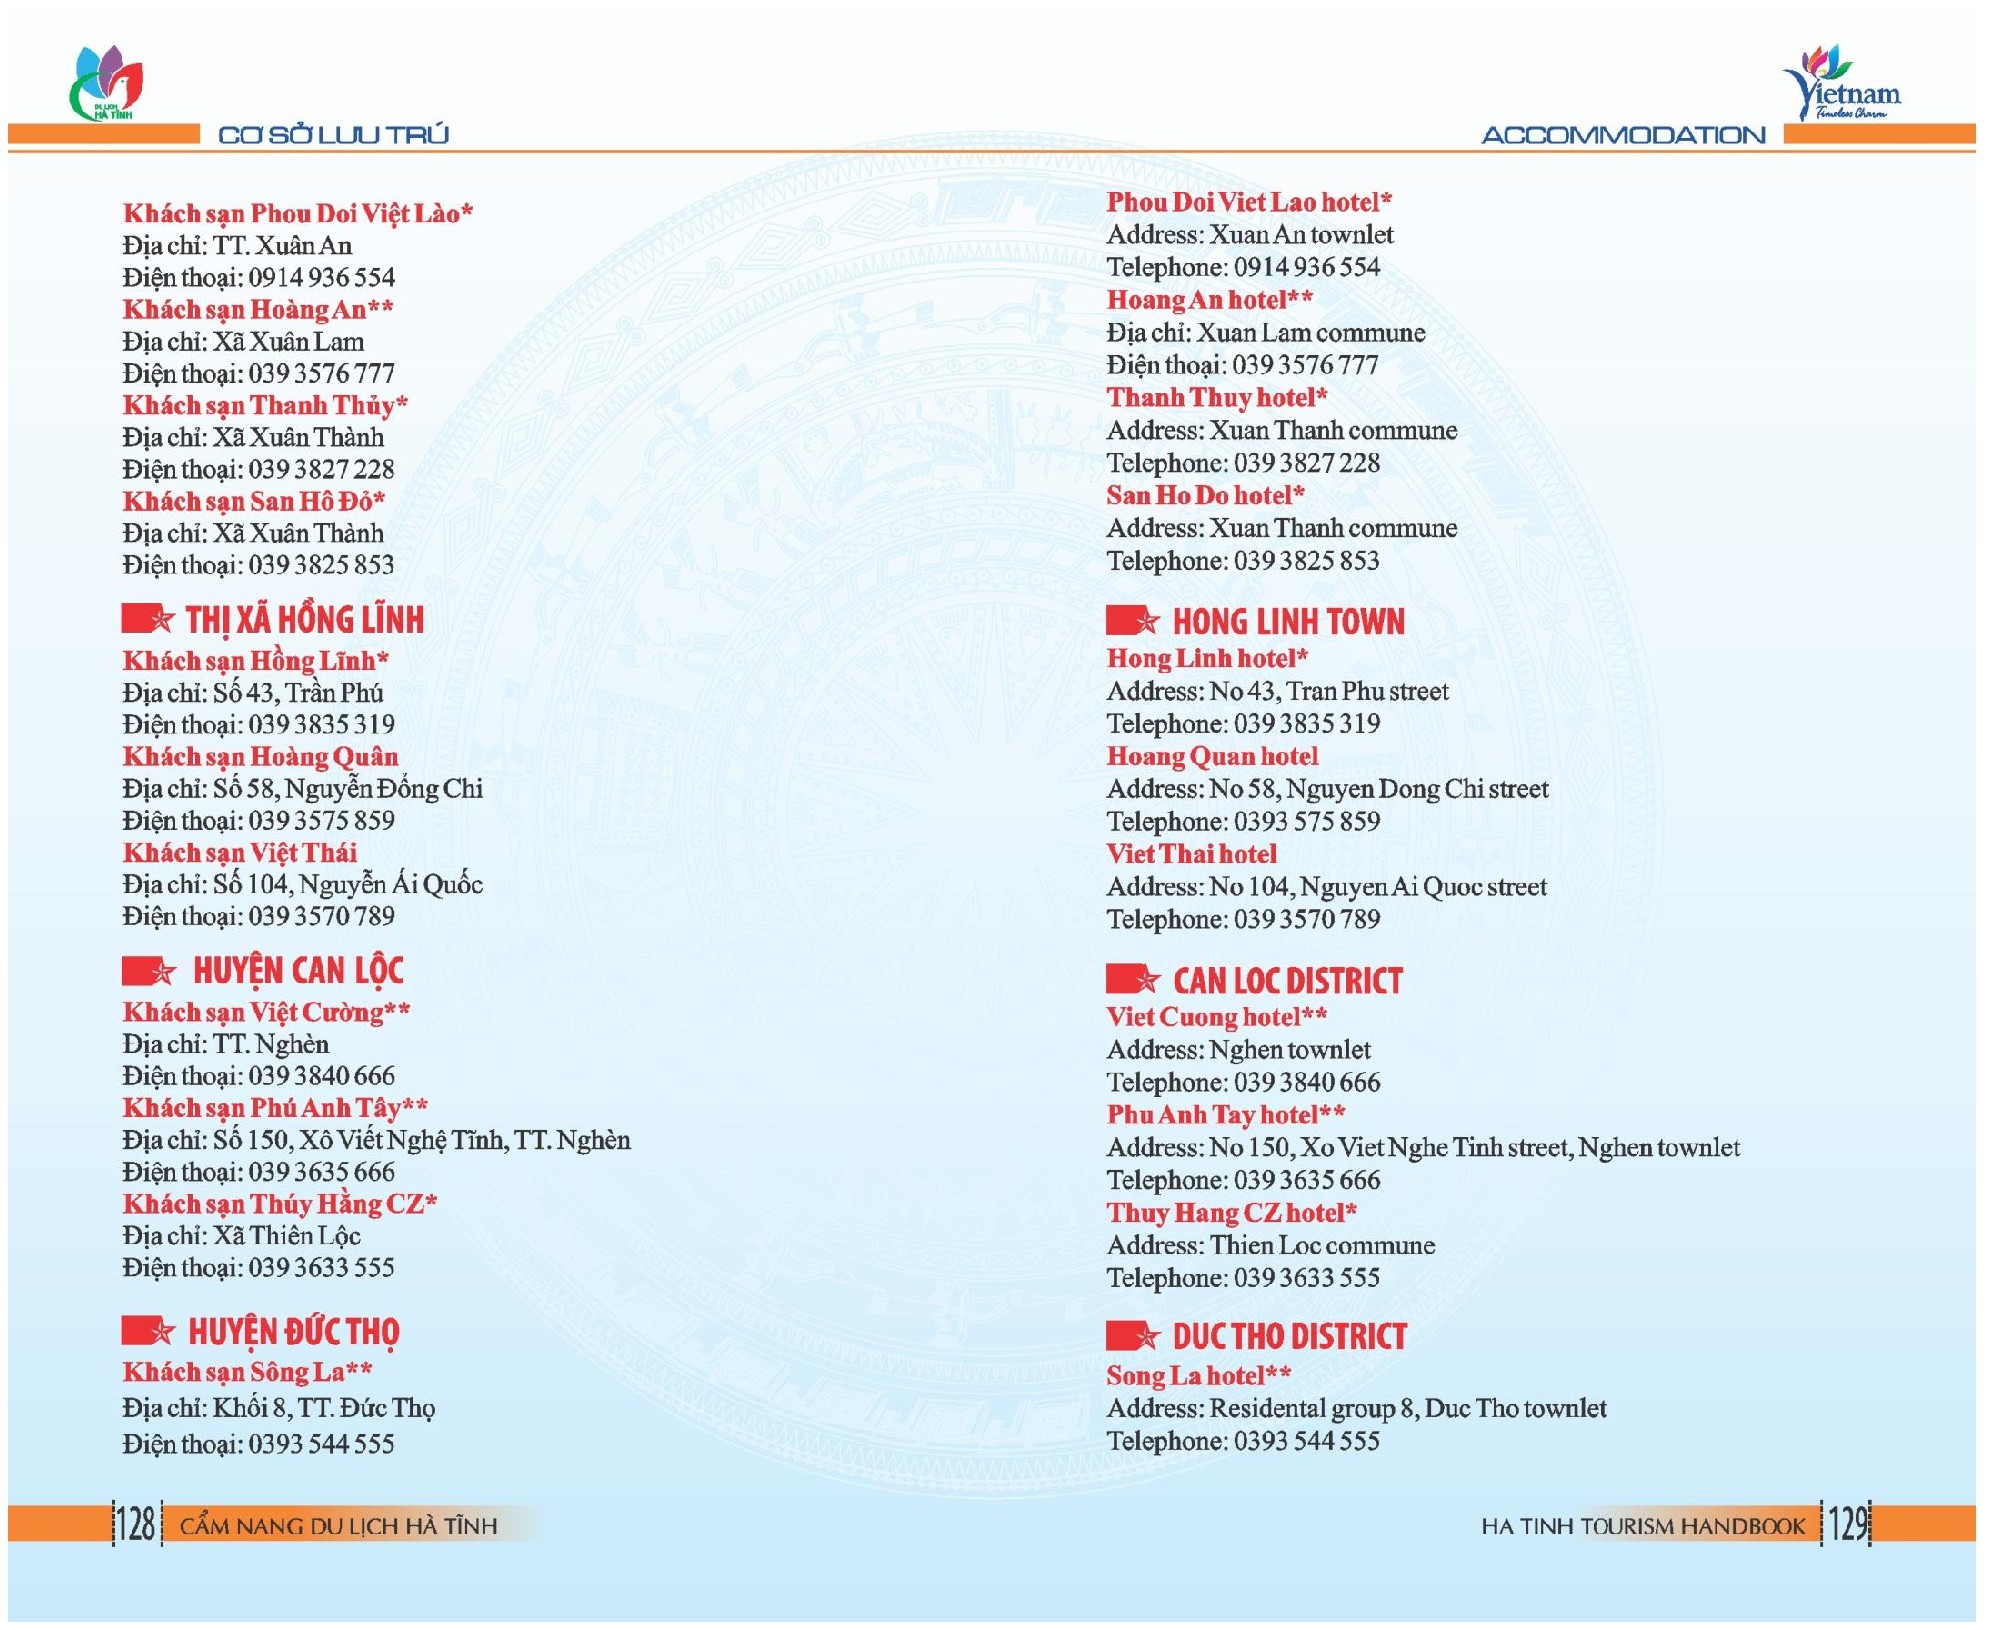 DU LỊCH
HÀ TĨNH
CƠ SỞ LƯU TRÚ
Khách sạn Phou Doi Việt Lào*
Địa chỉ: TT. Xuân An
Điện thoại: 0914 936 554
Khách sạn Hoàng An**
Địa chỉ: Xã Xuân Lam
Điện thoại: 039 3576 777
Khách sạn Thanh Thủy*
Địa chỉ: Xã Xuân Thành
Điện thoại: 039 3827 228
Khách sạn San Hô Đỏ*
Địa chỉ: Xã Xuân Thành
Điện thoại: 039 3825 853
THỊ XÃ HỒNG LĨNH
Khách sạn Hồng Lĩnh*
Địa chỉ: Số 43, Trần Phú
Điện thoại: 039 3835 319
Khách sạn Hoàng Quân
Địa chỉ: Số 58, Nguyễn Đổng Chi
Điện thoại: 039 3575 859
Khách sạn Việt Thái
Địa chỉ: Số 104, Nguyễn Ái Quốc
Điện thoại: 039 3570 789
HUYỆN CAN LỘC
Khách sạn Việt Cường**
Địa chỉ: TT. Nghèn
Điện thoại: 039 3840 666
Khách sạn Phú Anh Tây**
Địa chỉ: Số 150, Xô Viết Nghệ Tĩnh, TT. Nghèn
Điện thoại: 039 3635 666
Khách sạn Thúy Hằng CZ*
Địa chỉ: Xã Thiên Lộc
Điện thoại: 039 3633 555
HUYỆN ĐỨC THỌ
Khách sạn Sông La**
Địa chỉ: Khối 8, TT. Đức Thọ
Điện thoại: 0393 544 555
128 CẨM NANG DU LỊCH HÀ TĨNH
Vietnam
Timeless Charm
ACCOMMODATION
Phou Doi Viet Lao hotel*
Address: Xuan An townlet
Telephone: 0914 936 554
Hoang An hotel**
Địa chỉ: Xuan Lam commune
Điện thoại: 039 3576 777
Thanh Thuy hotel*
Address: Xuan Thanh commune
Telephone: 039 3827 228
San Ho Do hotel*
Address: Xuan Thanh commune
Telephone: 039 3825 853
HONG LINH TOWN
Hong Linh hotel*
Address: No 43, Tran Phu street
Telephone: 039 3835 319
Hoang Quan hotel
Address: No 58, Nguyen Dong Chi street
Telephone: 0393 575 859
Viet Thai hotel
Address: No 104, Nguyen Ai Quoc street
Telephone: 039 3570 789
CAN LOC DISTRICT
Viet Cuong hotel**
Address: Nghen townlet
Telephone: 039 3840 666
Phu Anh Tay hotel**
Address: No 150, Xo Viet Nghe Tinh street, Nghen townlet
Telephone: 039 3635 666
Thuy Hang CZ hotel*
Address: Thien Loc commune
Telephone: 039 3633 555
DUC THO DISTRICT
Song La hotel**
Address: Residental group 8, Duc Tho townlet
Telephone: 0393 544 555
HA TINH TOURISM HANDBOOK 129